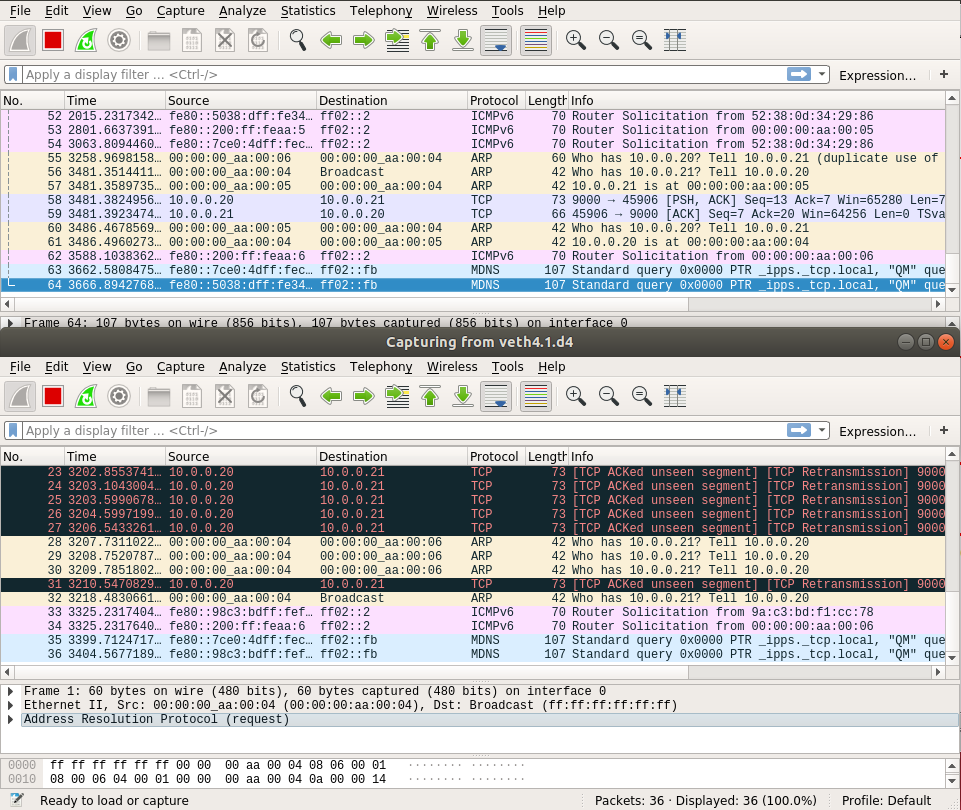 File Edit View Go Capture Analyze Statistics Telephony Wireless Tools Help
Apply a display filter ... <Ctrl-/> Expression... +
No. Time Source Destination Protocol Length Info
52 2015.2317342… fe80::5038:dff:fe34… ff02::2 ICMPv6 70 Router Solicitation from 52:38:0d:34:29:86
53 2801.6637391… fe80::200:ff:feaa:5 ff02::2 ICMPv6 70 Router Solicitation from 00:00:00:aa:00:05
54 3063.8094460… fe80::7ce0:4dff:fec… ff02::2 ICMPv6 70 Router Solicitation from 52:38:0d:34:29:86
55 3258.9698158… 00:00:00_aa:00:06 00:00:00_aa:00:04 ARP 60 Who has 10.0.0.20? Tell 10.0.0.21 (duplicate use of
56 3481.3514411… 00:00:00_aa:00:04 Broadcast ARP 42 Who has 10.0.0.21? Tell 10.0.0.20
57 3481.3589735… 00:00:00_aa:00:05 00:00:00_aa:00:04 ARP 42 10.0.0.21 is at 00:00:00:aa:00:05
58 3481.3824956… 10.0.0.20 10.0.0.21 TCP 73 9000 → 45906 [PSH, ACK] Seq=13 Ack=7 Win=65280 Len=7
59 3481.3923474… 10.0.0.21 10.0.0.20 TCP 66 45906 → 9000 [ACK] Seq=7 Ack=20 Win=64256 Len=0 TSva
60 3486.4678569… 00:00:00_aa:00:05 00:00:00_aa:00:04 ARP 42 Who has 10.0.0.20? Tell 10.0.0.21
61 3486.4960273… 00:00:00_aa:00:04 00:00:00_aa:00:05 ARP 42 10.0.0.20 is at 00:00:00:aa:00:04
62 3588.1038362… fe80::200:ff:feaa:6 ff02::2 ICMPv6 70 Router Solicitation from 00:00:00:aa:00:06
63 3662.5808475… fe80::7ce0:4dff:fec… ff02::fb MDNS 107 Standard query 0x0000 PTR _ipps._tcp.local, "QM" que
64 3666.8942768… fe80::5038:dff:fe34… ff02::fb MDNS 107 Standard query 0x0000 PTR _ipps._tcp.local, "QM" que
Frame 64: 107 bytes on wire (856 bits), 107 bytes captured (856 bits) on interface 0
Capturing from veth4.1.d4
File Edit View Go Capture Analyze Statistics Telephony Wireless Tools Help
Apply a display filter ... <Ctrl-/> Expression... +
No. Time Source Destination Protocol Length Info
23 3202.8553741… 10.0.0.20 10.0.0.21 TCP 73 [TCP ACKed unseen segment] [TCP Retransmission] 9000
24 3203.1043004… 10.0.0.20 10.0.0.21 TCP 73 [TCP ACKed unseen segment] [TCP Retransmission] 9000
25 3203.5990678… 10.0.0.20 10.0.0.21 TCP 73 [TCP ACKed unseen segment] [TCP Retransmission] 9000
26 3204.5997199… 10.0.0.20 10.0.0.21 TCP 73 [TCP ACKed unseen segment] [TCP Retransmission] 9000
27 3206.5433261… 10.0.0.20 10.0.0.21 TCP 73 [TCP ACKed unseen segment] [TCP Retransmission] 9000
28 3207.7311022… 00:00:00_aa:00:04 00:00:00_aa:00:06 ARP 42 Who has 10.0.0.21? Tell 10.0.0.20
29 3208.7520787… 00:00:00_aa:00:04 00:00:00_aa:00:06 ARP 42 Who has 10.0.0.21? Tell 10.0.0.20
30 3209.7851802… 00:00:00_aa:00:04 00:00:00_aa:00:06 ARP 42 Who has 10.0.0.21? Tell 10.0.0.20
31 3210.5470829… 10.0.0.20 10.0.0.21 TCP 73 [TCP ACKed unseen segment] [TCP Retransmission] 9000
32 3218.4830661… 00:00:00_aa:00:04 Broadcast ARP 42 Who has 10.0.0.21? Tell 10.0.0.20
33 3325.2317404… fe80::98c3:bdff:fef… ff02::2 ICMPv6 70 Router Solicitation from 9a:c3:bd:f1:cc:78
34 3325.2317640… fe80::200:ff:feaa:6 ff02::2 ICMPv6 70 Router Solicitation from 00:00:00:aa:00:06
35 3399.7124717… fe80::7ce0:4dff:fec… ff02::fb MDNS 107 Standard query 0x0000 PTR _ipps._tcp.local, "QM" que
36 3404.5677189… fe80::98c3:bdff:fef… ff02::fb MDNS 107 Standard query 0x0000 PTR _ipps._tcp.local, "QM" que
Frame 1: 60 bytes on wire (480 bits), 60 bytes captured (480 bits) on interface 0
Ethernet II, Src: 00:00:00_aa:00:04 (00:00:00:aa:00:04), Dst: Broadcast (ff:ff:ff:ff:ff:ff)
Address Resolution Protocol (request)
0000 ff ff ff ff ff ff 00 00 00 aa 00 04 08 06 00 01 ········ ········
0010 08 00 06 04 00 01 00 00 00 aa 00 04 0a 00 00 14 ········ ········
Ready to load or capture Packets: 36 · Displayed: 36 (100.0%) Profile: Default